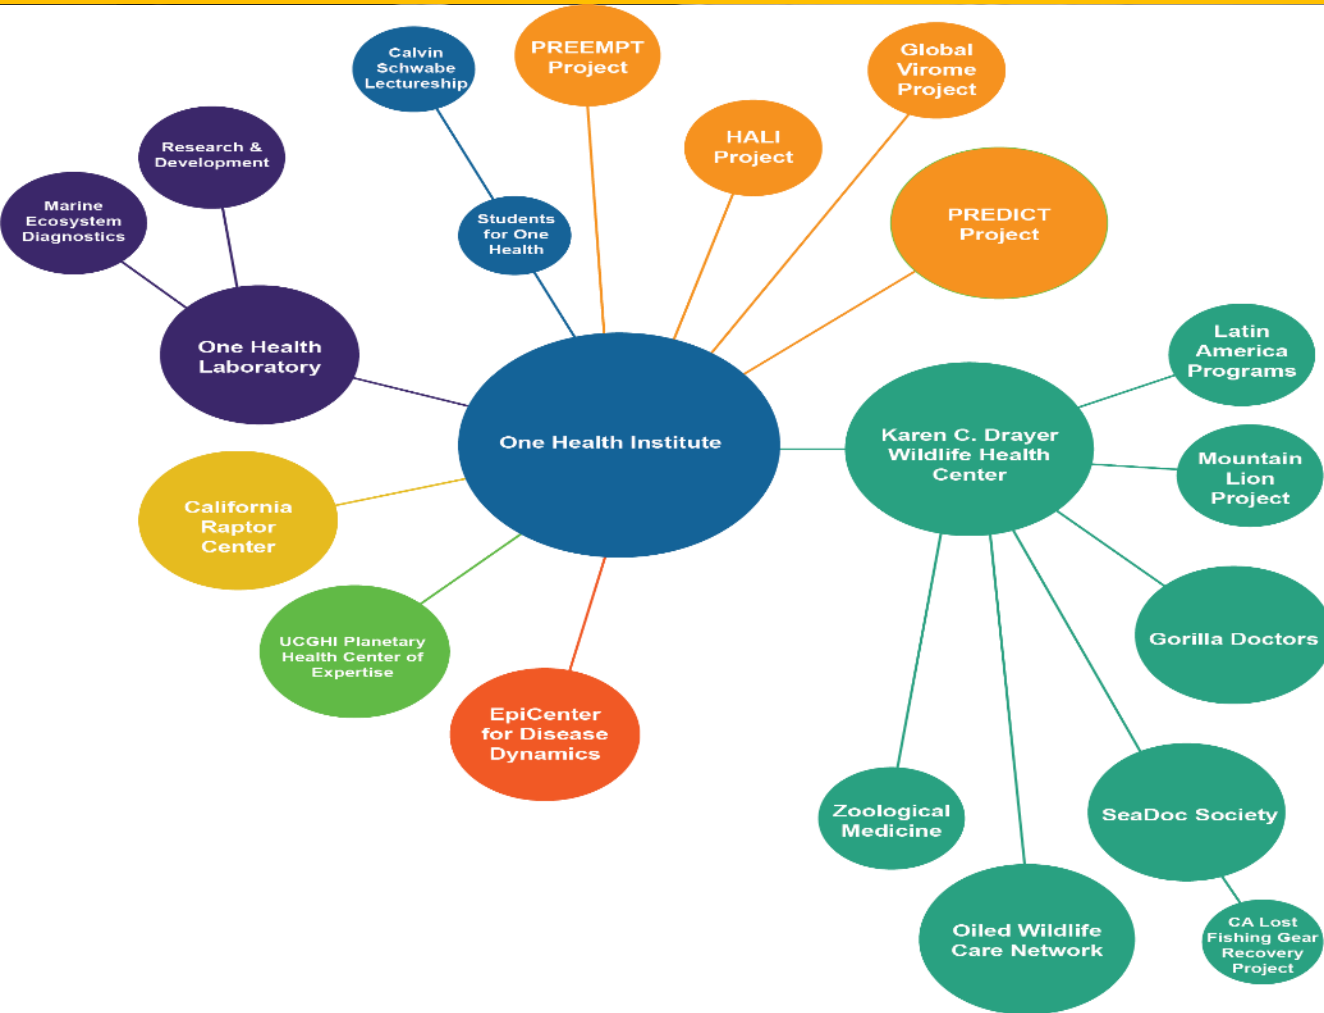 Calvin
Schwabe
Lectureship
PREEMPT
Project
Global
Virome
Project
HALI
Project
Research &
Development
Marine
Ecosystem
Diagnostics
Students
for One
Health
PREDICT
Project
One Health
Laboratory
Latin
America
Programs
One Health Institute
Karen C. Drayer
Wildlife Health
Center
Mountain
Lion
Project
California
Raptor
Center
UCGHI Planetary
Health Center of
Expertise
Gorilla Doctors
EpiCenter
for Disease
Dynamics
Zoological
Medicine
SeaDoc Society
Oiled Wildlife
Care Network
CA Lost
Fishing Gear
Recovery
Project